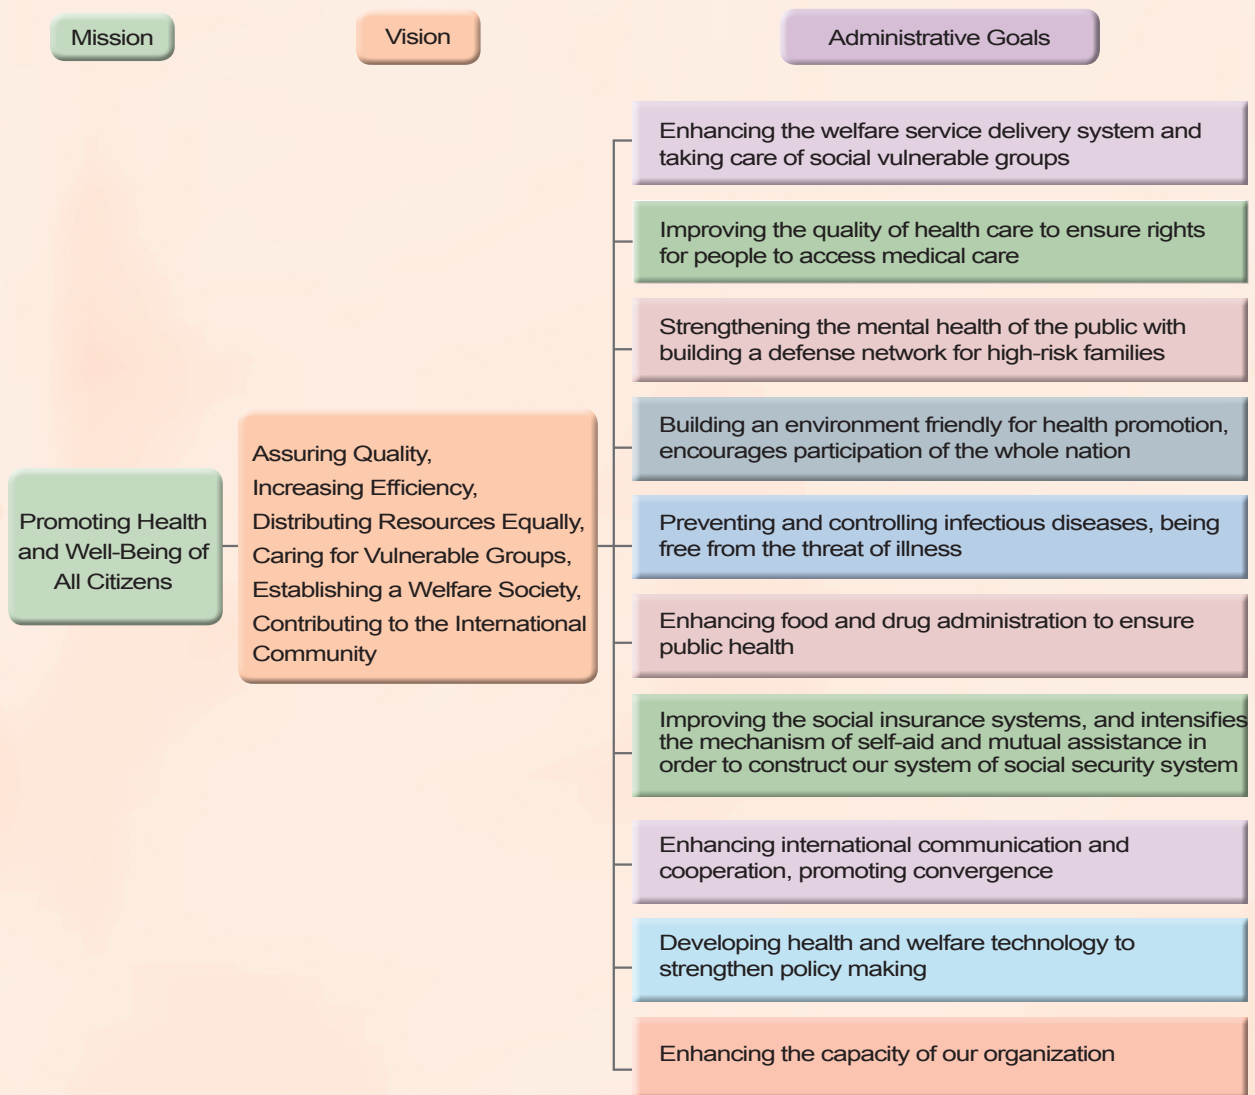 Mission
Vision
Administrative Goals
Promoting Health
and Well-Being of
All Citizens
Assuring Quality,
Increasing Efficiency,
Distributing Resources Equally,
Caring for Vulnerable Groups,
Establishing a Welfare Society,
Contributing to the International
Community
Enhancing the welfare service delivery system and
taking care of social vulnerable groups
Improving the quality of health care to ensure rights
for people to access medical care
Strengthening the mental health of the public with
building a defense network for high-risk families
Building an environment friendly for health promotion,
encourages participation of the whole nation
Preventing and controlling infectious diseases, being
free from the threat of illness
Enhancing food and drug administration to ensure
public health
Improving the social insurance systems, and intensifies
the mechanism of self-aid and mutual assistance in
order to construct our system of social security system
Enhancing international communication and
cooperation, promoting convergence
Developing health and welfare technology to
strengthen policy making
Enhancing the capacity of our organization